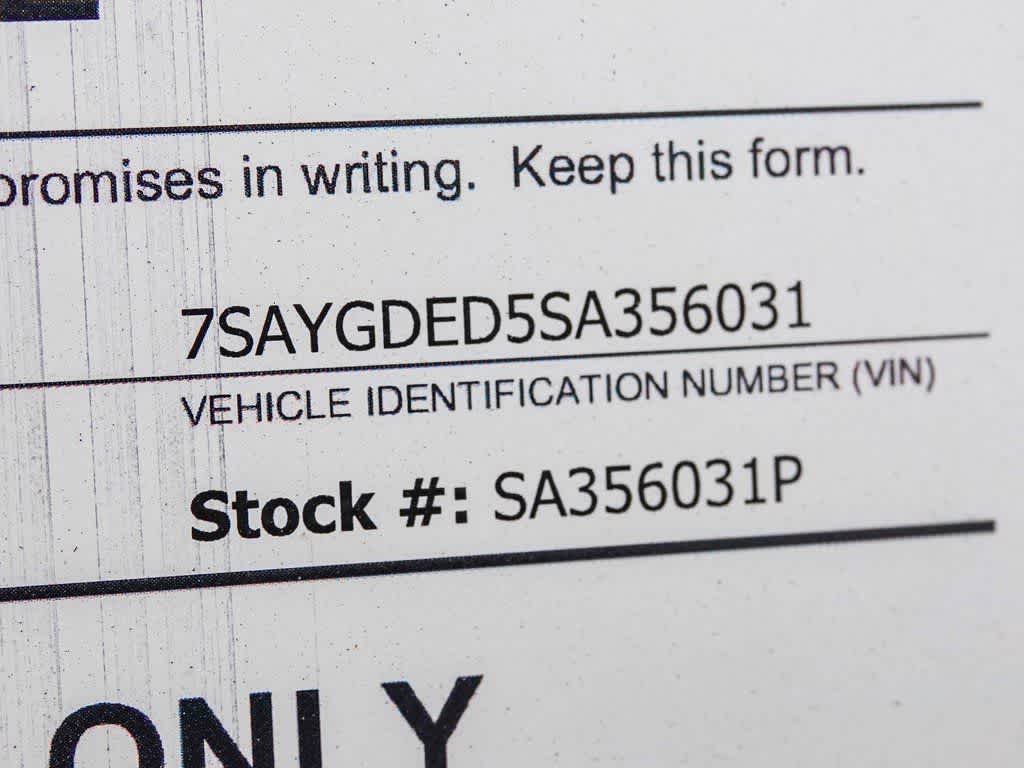 promises in writing. Keep this form.
7SAYGDED5SA356031
VEHICLE IDENTIFICATION NUMBER (VIN)
Stock #: SA356031P
ONLY